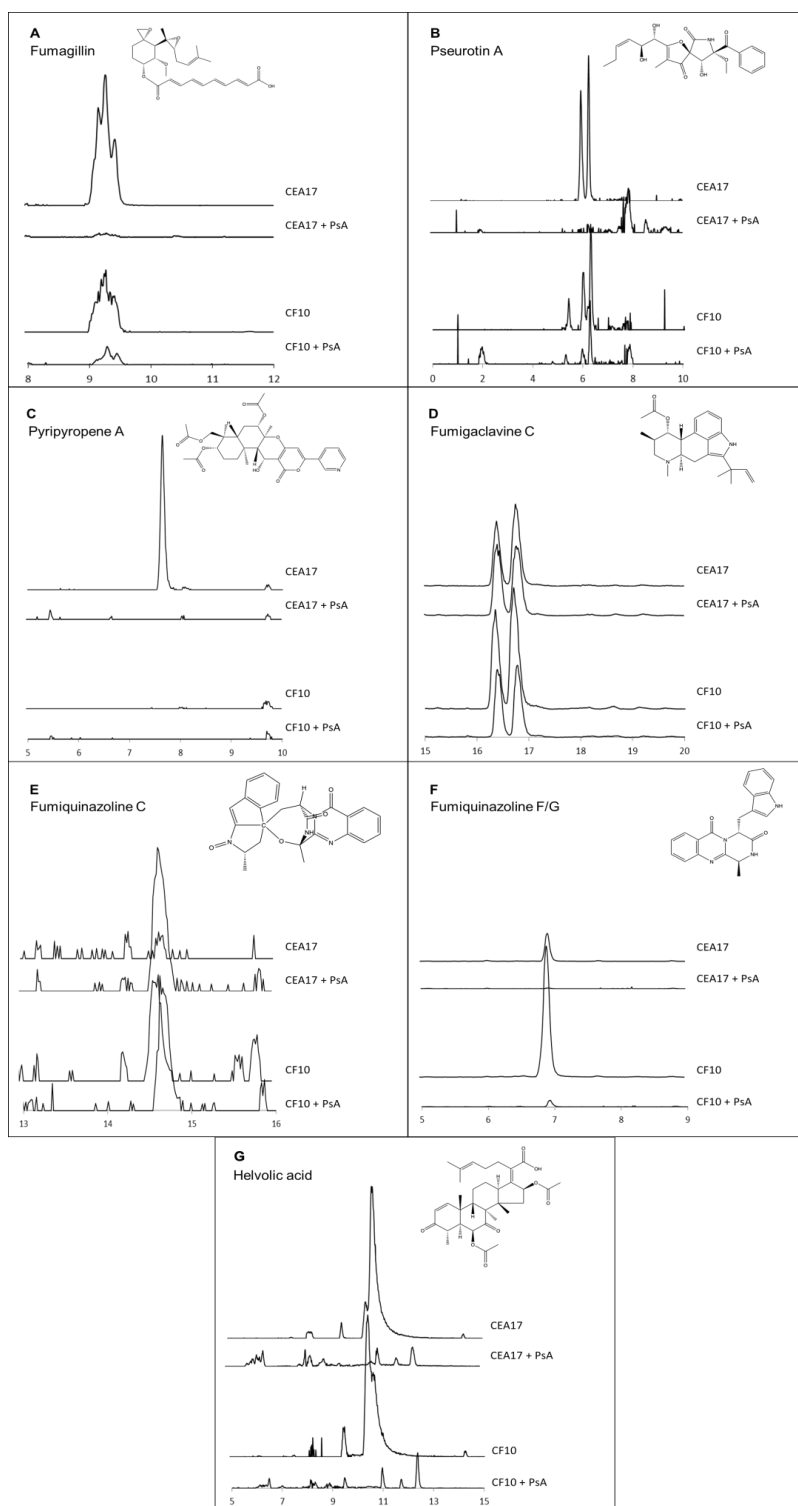 A
Fumagillin
CEA17
CEA17 + PsA
CF10
CF10 + PsA
8 9 10 11 12
B
Pseurotin A
CEA17
CEA17 + PsA
CF10
CF10 + PsA
0 2 4 6 8 10
C
Pyripyropene A
CEA17
CEA17 + PsA
CF10
CF10 + PsA
5 6 7 8 9 10
D
Fumigaclavine C
CEA17
CEA17 + PsA
CF10
CF10 + PsA
15 16 17 18 19 20
E
Fumiquinazoline C
CEA17
CEA17 + PsA
CF10
CF10 + PsA
13 14 15 16
F
Fumiquinazoline F/G
CEA17
CEA17 + PsA
CF10
CF10 + PsA
5 6 7 8 9
G
Helvolic acid
CEA17
CEA17 + PsA
CF10
CF10 + PsA
5 7 9 11 13 15